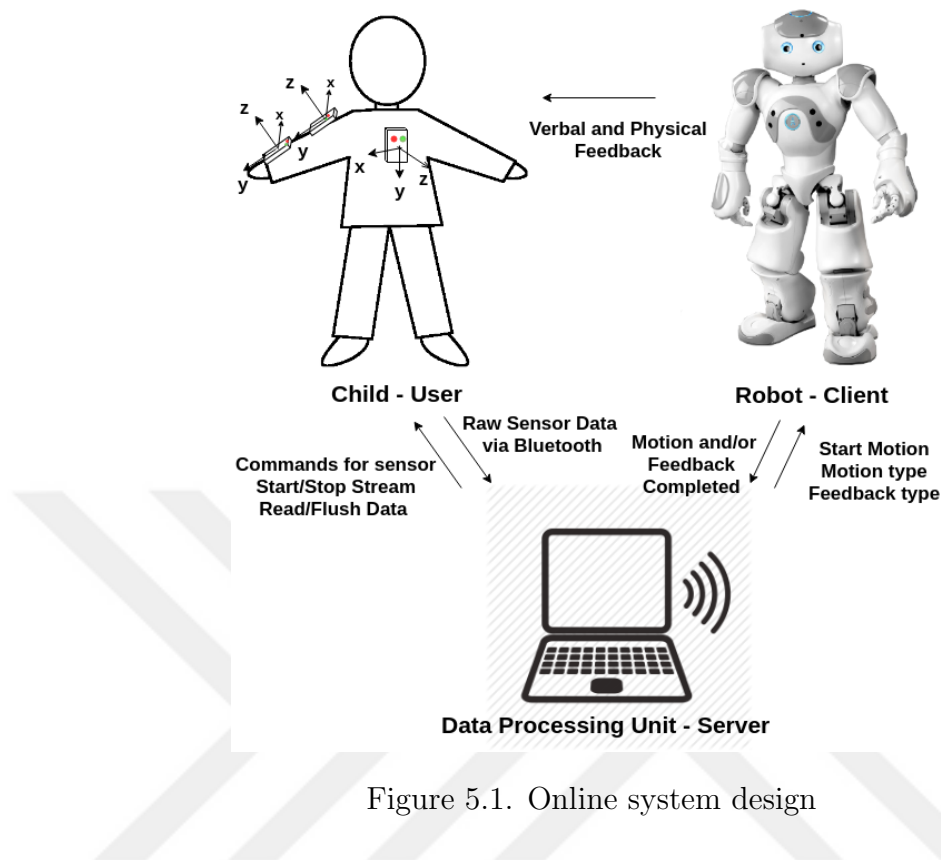 z
x
z
x
y
y
x
y
z
Verbal and Physical
Feedback
Child - User
Robot - Client
Raw Sensor Data
via Bluetooth
Commands for sensor
Start/Stop Stream
Read/Flush Data
Motion and/or
Feedback
Completed
Start Motion
Motion type
Feedback type
Data Processing Unit - Server
Figure 5.1. Online system design